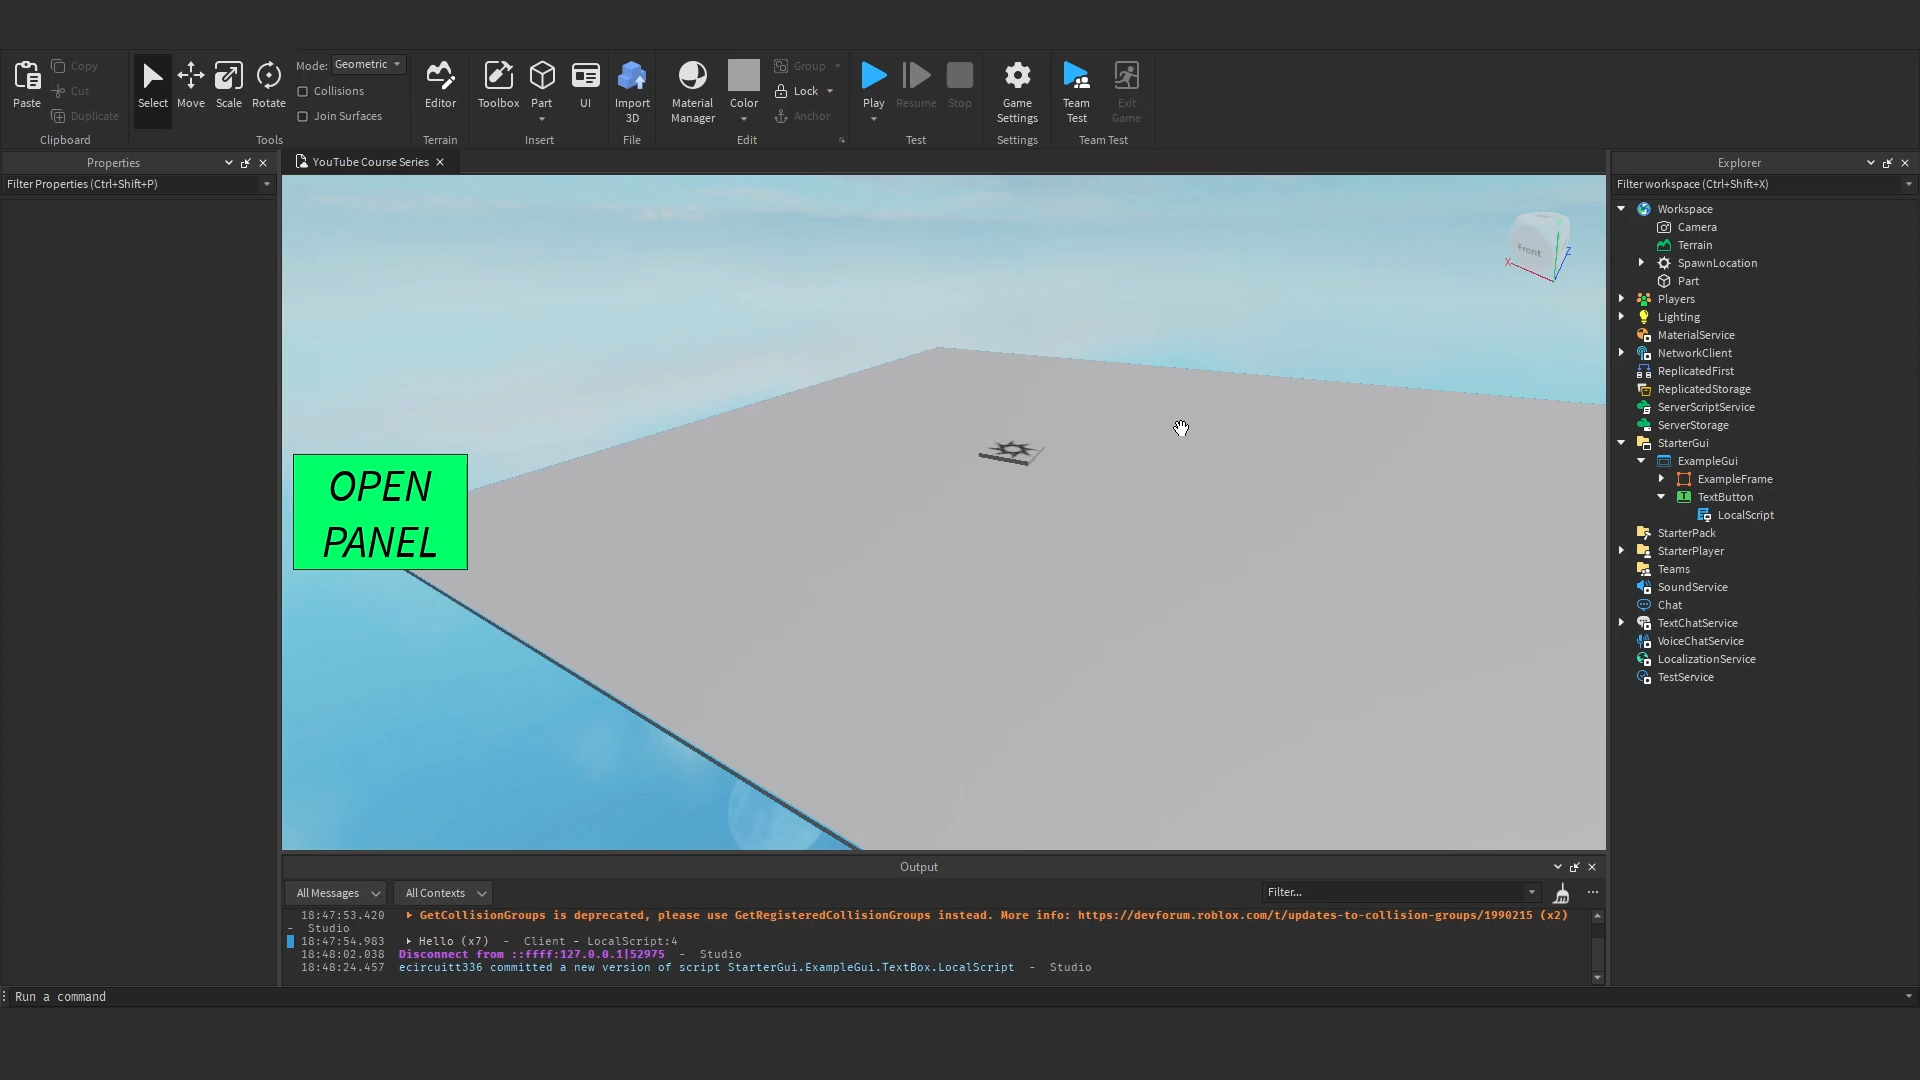 Paste
Copy
Cut
Duplicate
Clipboard
Select
Move
Scale
Rotate
Mode: Geometric
Collisions
Join Surfaces
Tools
Editor
Terrain
Toolbox
Part
UI
Insert
Import
3D
File
Material
Manager
Color
Group
Lock
Anchor
Edit
Play
Resume
Stop
Test
Game
Settings
Settings
Team
Test
Exit
Game
Team Test
Properties
Filter Properties (Ctrl+Shift+P)
YouTube Course Series
Front
X
Z
OPEN
PANEL
Explorer
Filter workspace (Ctrl+Shift+X)
Workspace
Camera
Terrain
SpawnLocation
Part
Players
Lighting
MaterialService
NetworkClient
ReplicatedFirst
ReplicatedStorage
ServerScriptService
ServerStorage
StarterGui
ExampleGui
ExampleFrame
TextButton
LocalScript
StarterPack
StarterPlayer
Teams
SoundService
Chat
TextChatService
VoiceChatService
LocalizationService
TestService
Output
All Messages
All Contexts
Filter...
18:47:53.420 GetCollisionGroups is deprecated, please use GetRegisteredCollisionGroups instead. More info: https://devforum.roblox.com/t/updates-to-collision-groups/1990215 (x2)
- Studio
18:47:54.983 Hello (x7) - Client - LocalScript:4
18:48:02.038 Disconnect from ::ffff:127.0.0.1|52975 - Studio
18:48:24.457 ecircuitt336 committed a new version of script StarterGui.ExampleGui.TextBox.LocalScript - Studio
Run a command